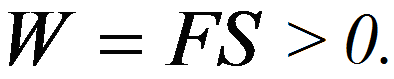 W = FS > 0.